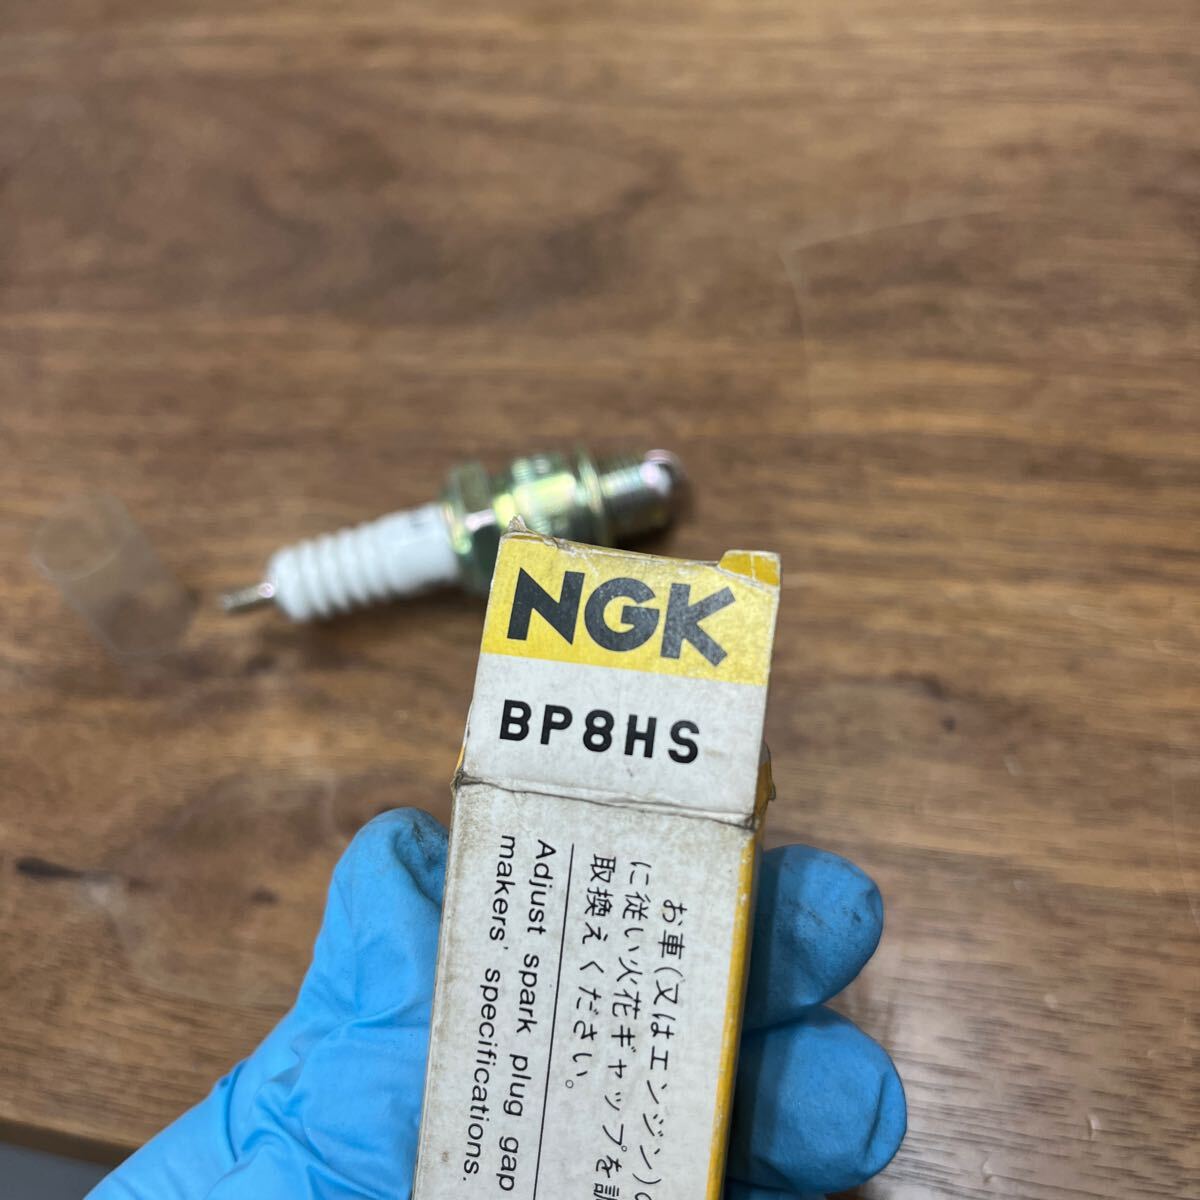 NGK
BP8HS
お車(又はエンジン)の
に従い火花ギャップを
取換えください。
Adjust spark plug gap
makers' specifications.